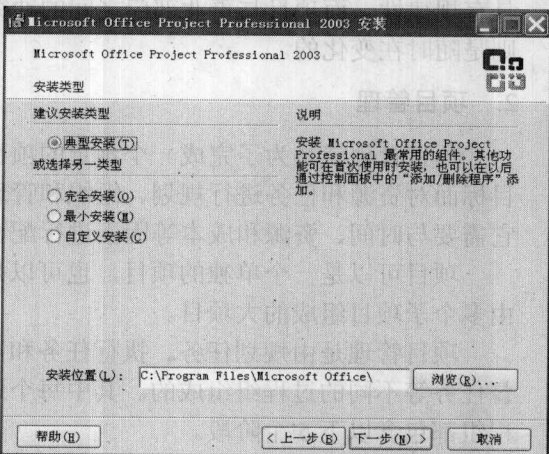 Microsoft Office Project Professional 2003 安装
Microsoft Office Project Professional 2003
安装类型
建议安装类型
典型安装(T)
或选择另一类型
完全安装(O)
最小安装(M)
自定义安装(C)
说明
安装 Microsoft Office Project
Professional 最常用的组件。其他功
能可在首次使用时安装，也可以在以后
通过控制面板中的“添加/删除程序”添
加。
安装位置(L):
C:\Program Files\Microsoft Office\
浏览(R)...
帮助(H)
< 上一步(B)
下一步(N) >
取消